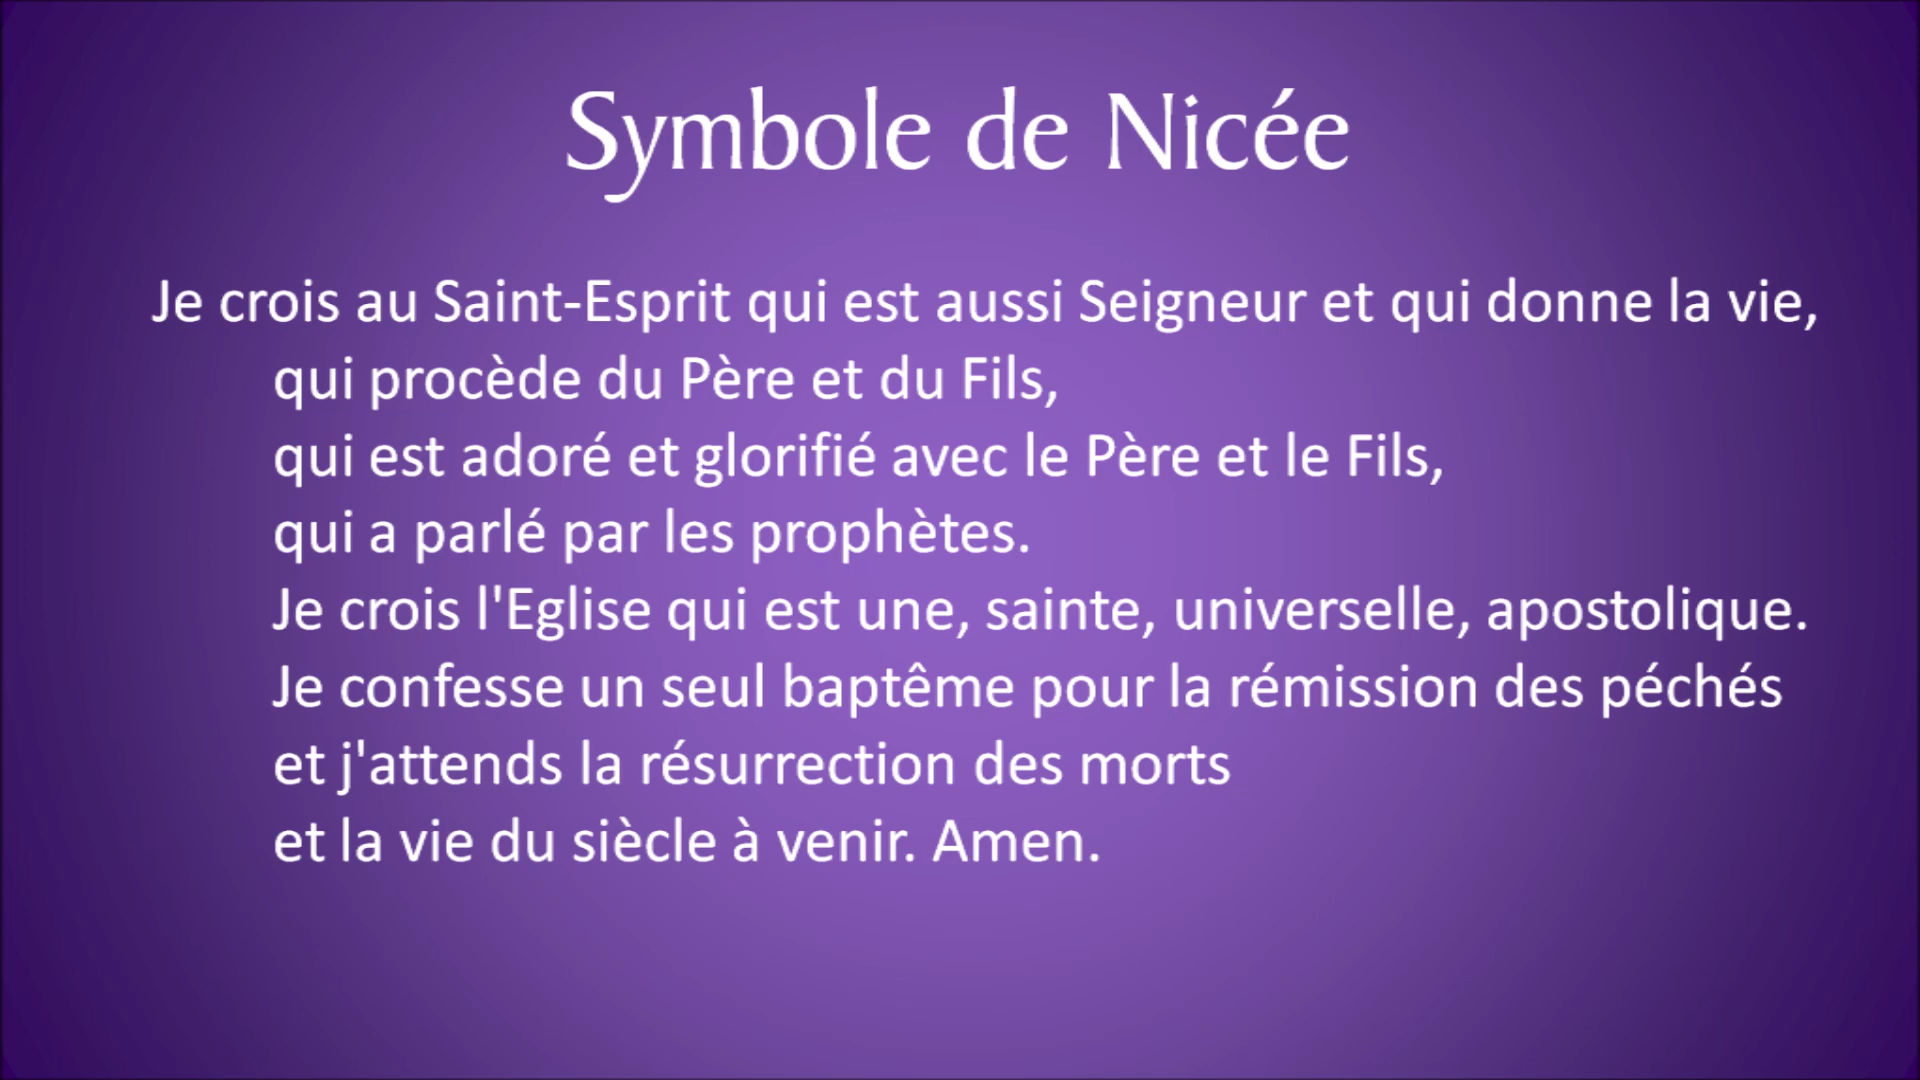 Symbole de Nicée
Je crois au Saint-Esprit qui est aussi Seigneur et qui donne la vie,
qui procède du Père et du Fils,
qui est adoré et glorifié avec le Père et le Fils,
qui a parlé par les prophètes.
Je crois l'Eglise qui est une, sainte, universelle, apostolique.
Je confesse un seul baptême pour la rémission des péchés
et j'attends la résurrection des morts
et la vie du siècle à venir. Amen.